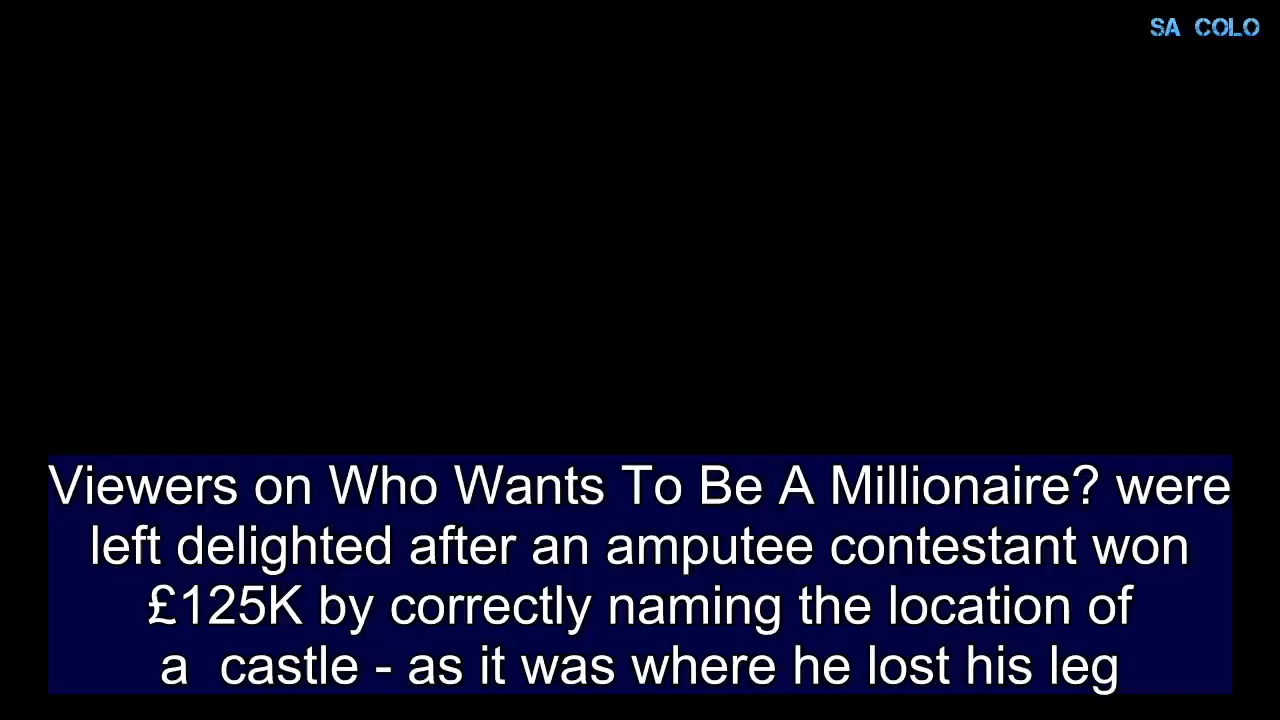 SA COLO
Viewers on Who Wants To Be A Millionaire? were
left delighted after an amputee contestant won
£125K by correctly naming the location of
a  castle - as it was where he lost his leg